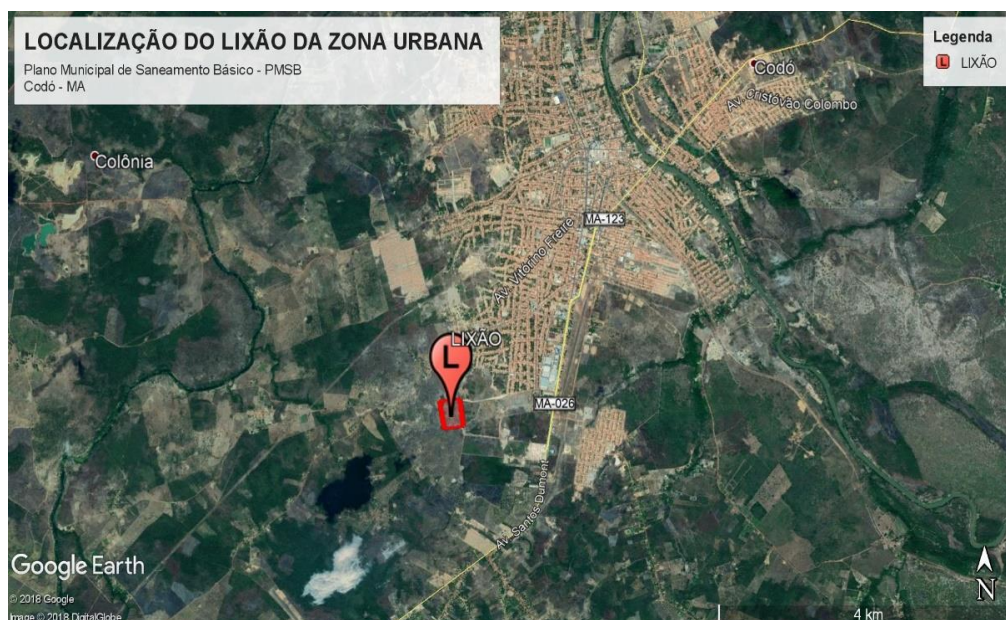 LOCALIZAÇÃO DO LIXÃO DA ZONA URBANA
Plano Municipal de Saneamento Básico - PMSB
Codó - MA
Legenda
L LIXÃO
Codó
Av. Cristóvão Colombo
Colônia
MA-123
Av. Vitórino Freire
LIXÃO
L
MA-026
Av. Santos Dumont
Google Earth
© 2018 Google
Image © 2018 DigitalGlobe
4 km
N